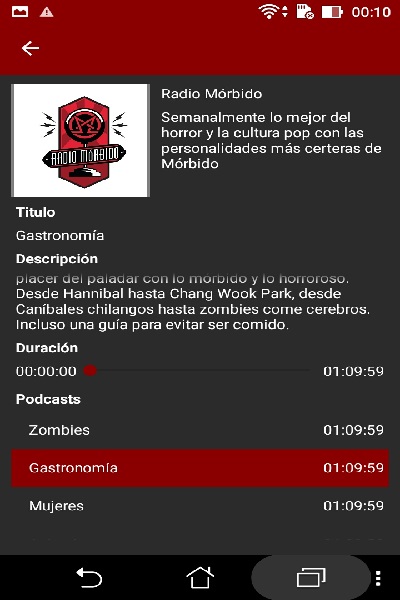 00:10
RADIO MÓRBIDO
Radio Mórbido
Semanalmente lo mejor del
horror y la cultura pop con las
personalidades más certeras de
Mórbido
Titulo
Gastronomía
Descripción
placer del paladar con lo mórbido y lo horroroso.
Desde Hannibal hasta Chang Wook Park, desde
Caníbales chilangos hasta zombies come cerebros.
Incluso una guía para evitar ser comido.
Duración
00:00:00 01:09:59
Podcasts
Zombies 01:09:59
Gastronomía 01:09:59
Mujeres 01:09:59